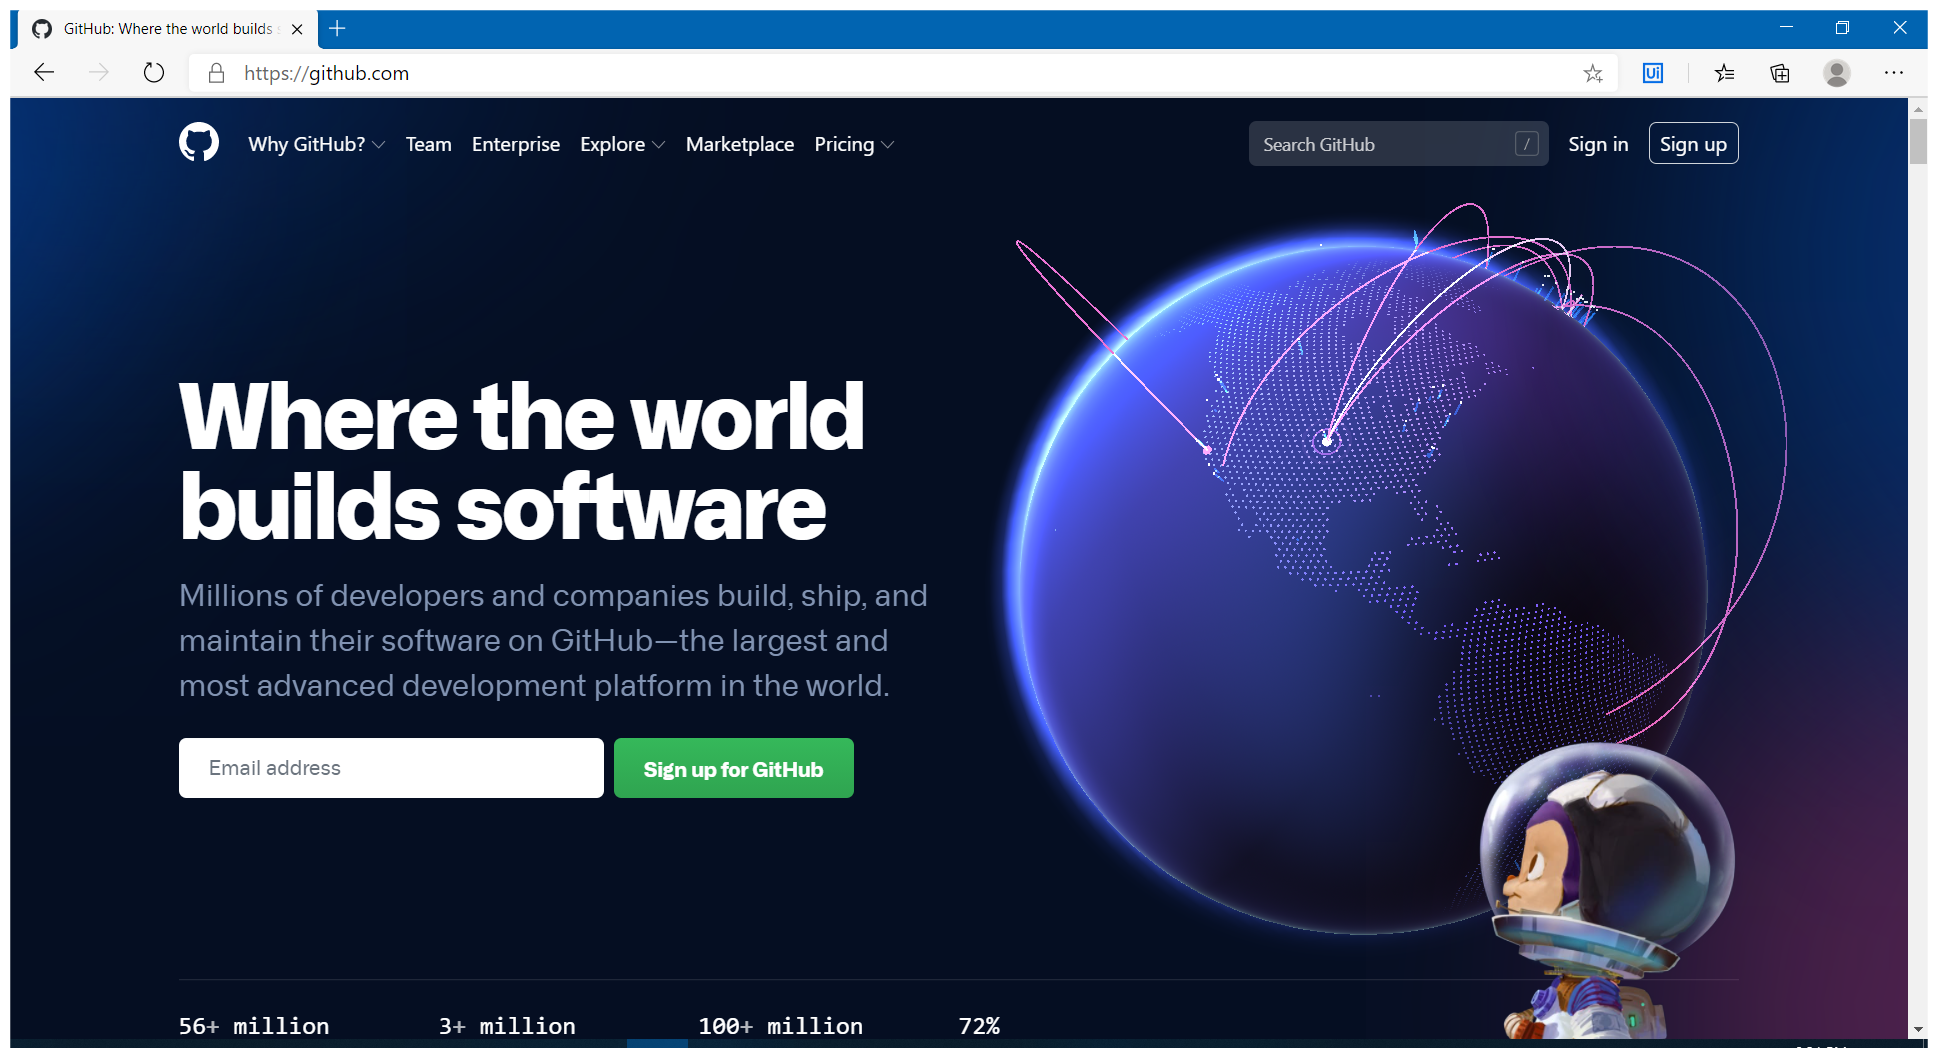 GitHub: Where the world builds
https://github.com
Ui
Why GitHub? Team Enterprise Explore Marketplace Pricing
Search GitHub /
Sign in
Sign up
Where the world
builds software
Millions of developers and companies build, ship, and
maintain their software on GitHub—the largest and
most advanced development platform in the world.
Email address
Sign up for GitHub
56+ million 3+ million 100+ million 72%